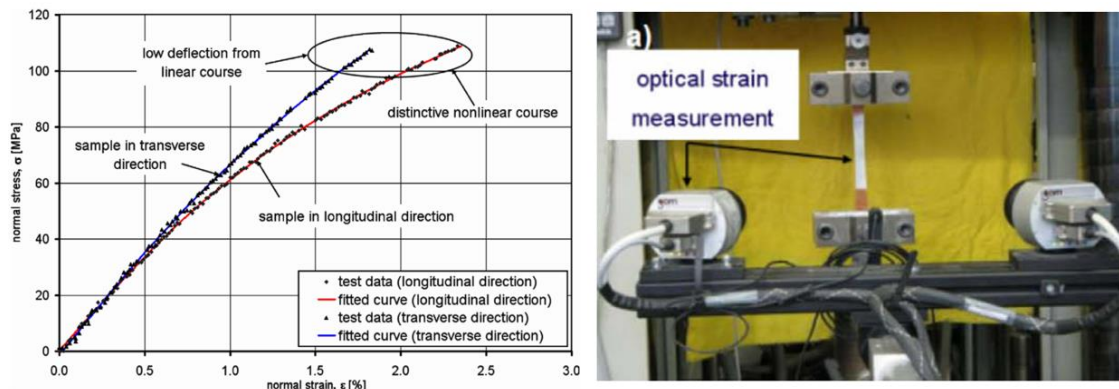 120
100
80
60
40
20
0
normal stress, σ [MPa]
low deflection from
linear course
distinctive nonlinear course
sample in transverse
direction
sample in longitudinal direction
test data (longitudinal direction)
fitted curve (longitudinal direction)
test data (transverse direction)
fitted curve (transverse direction)
0.0 0.5 1.0 1.5 2.0 2.5 3.0
normal strain, ε [%]
a)
optical strain
measurement
gom
gom